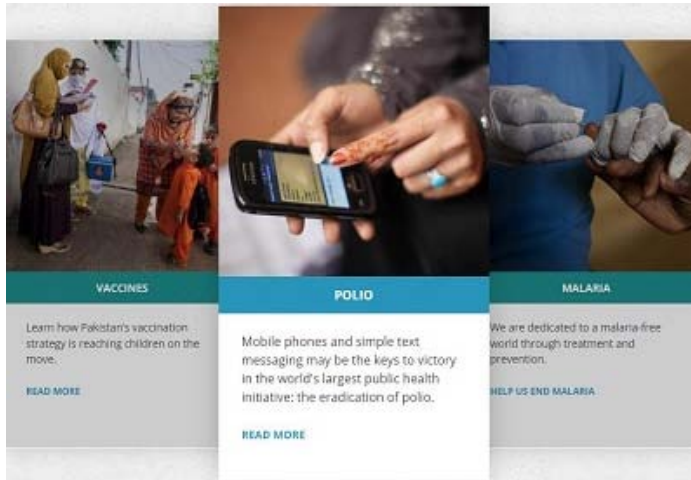 VACCINES
Learn how Pakistan's vaccination
strategy is reaching children on the
move.
READ MORE
POLIO
Mobile phones and simple text
messaging may be the keys to victory
in the world's largest public health
initiative: the eradication of polio.
READ MORE
MALARIA
We are dedicated to a malaria-free
world through treatment and
prevention.
HELP US END MALARIA